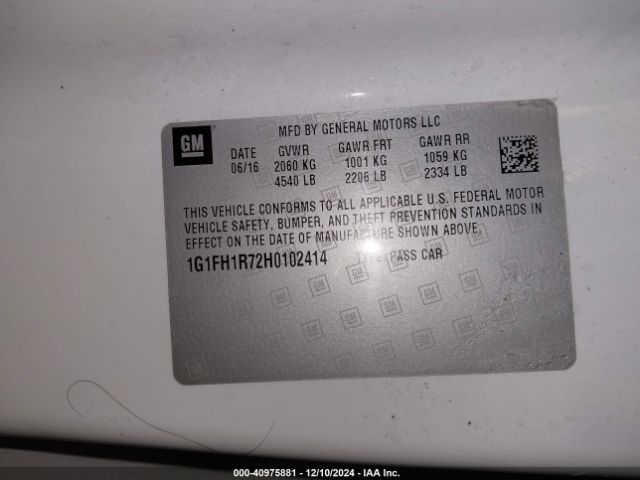 GM
MFD BY GENERAL MOTORS LLC
DATE GVWR GAWR FRT GAWR RR
06/16 2060 KG 1001 KG 1059 KG
4540 LB 2206 LB 2334 LB
THIS VEHICLE CONFORMS TO ALL APPLICABLE U.S. FEDERAL MOTOR
VEHICLE SAFETY, BUMPER, AND THEFT PREVENTION STANDARDS IN
EFFECT ON THE DATE OF MANUFACTURE SHOWN ABOVE.
1G1FH1R72H0102414 TYPE: PASS CAR
000-40975881 - 12/10/2024 - IAA Inc.